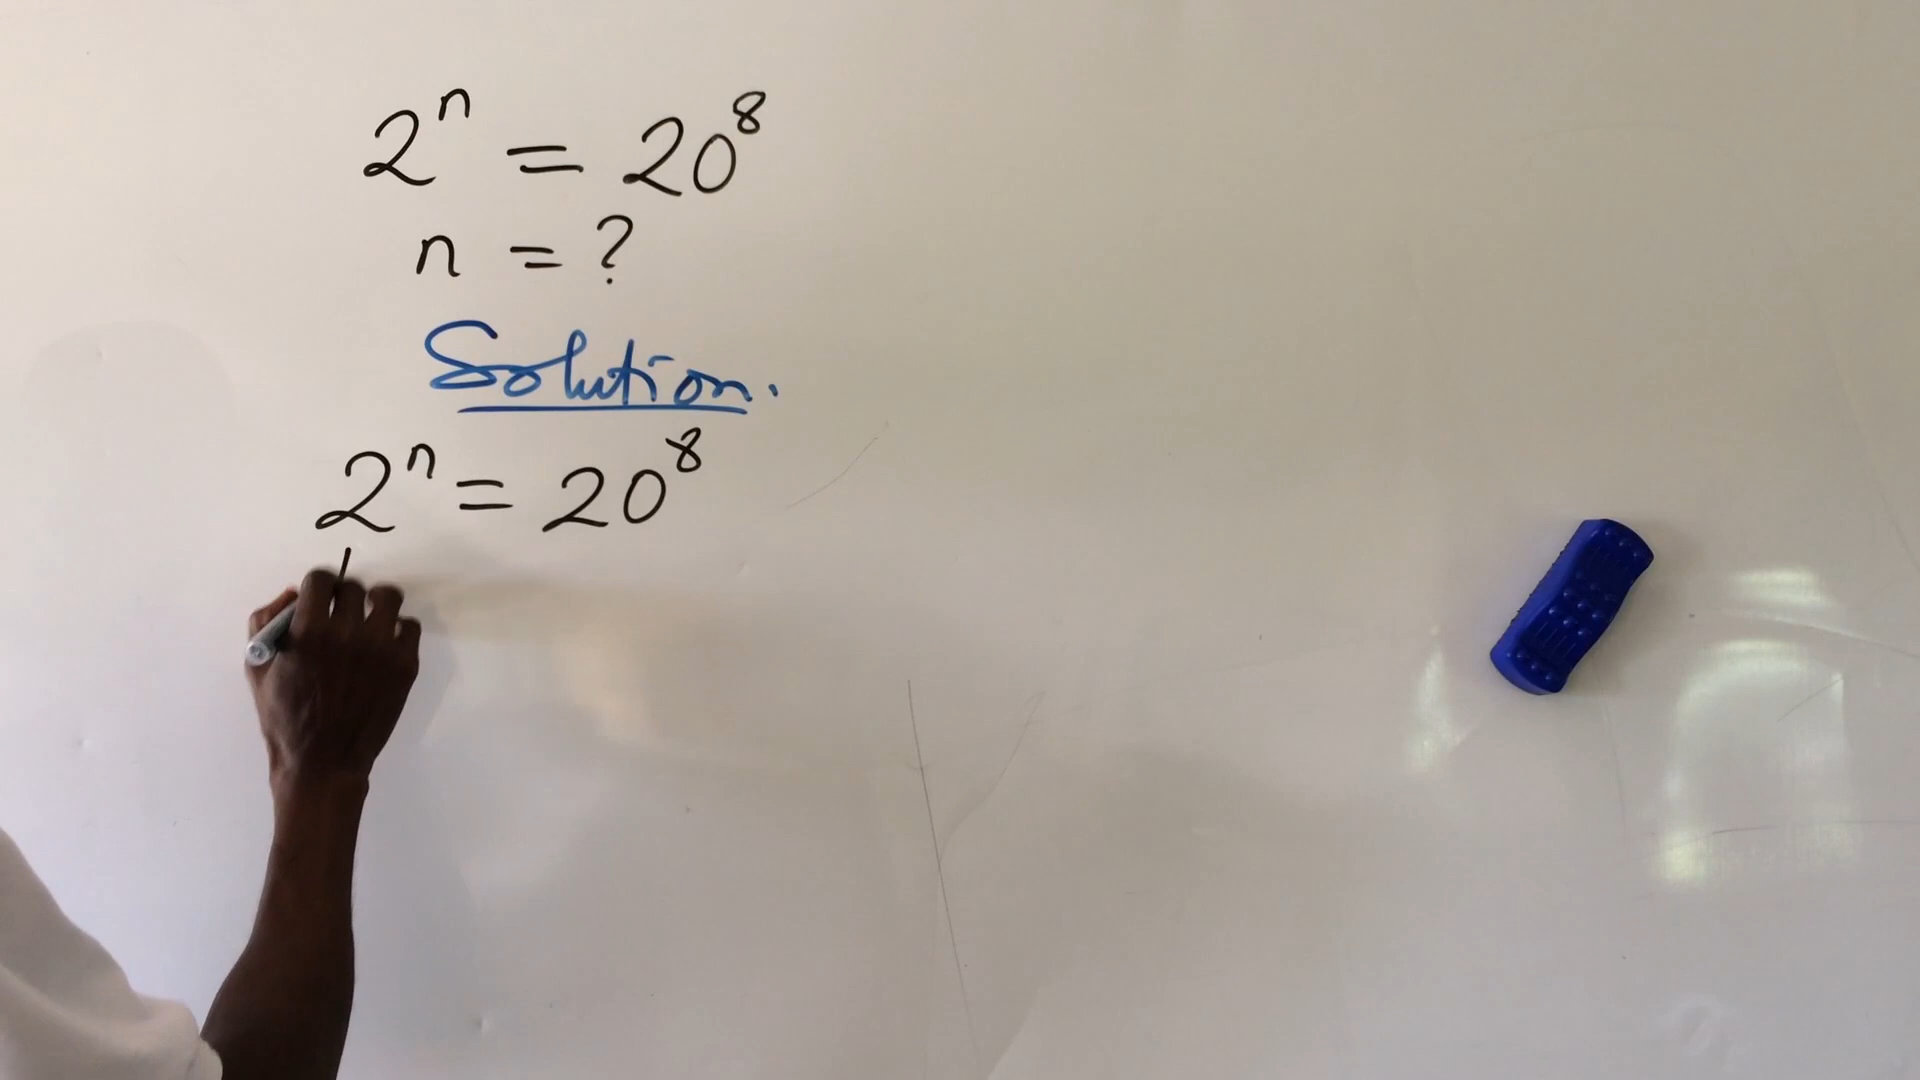 2ⁿ = 20⁸
n = ?
Solution.
2ⁿ = 20⁸